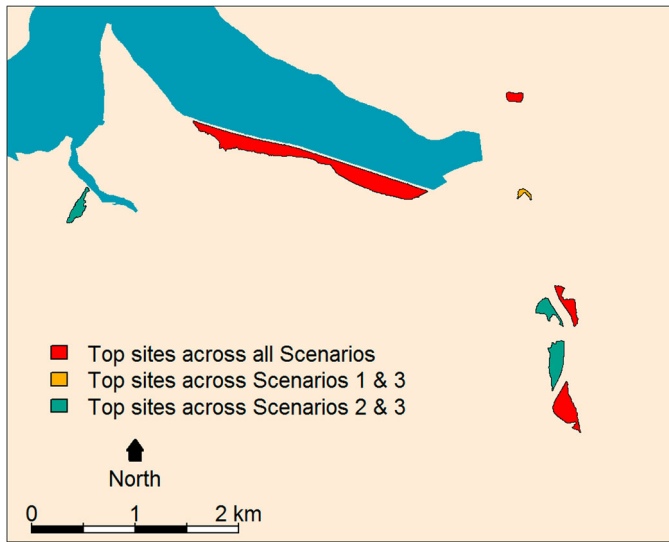 Top sites across all Scenarios
Top sites across Scenarios 1 & 3
Top sites across Scenarios 2 & 3
North
0 1 2 km